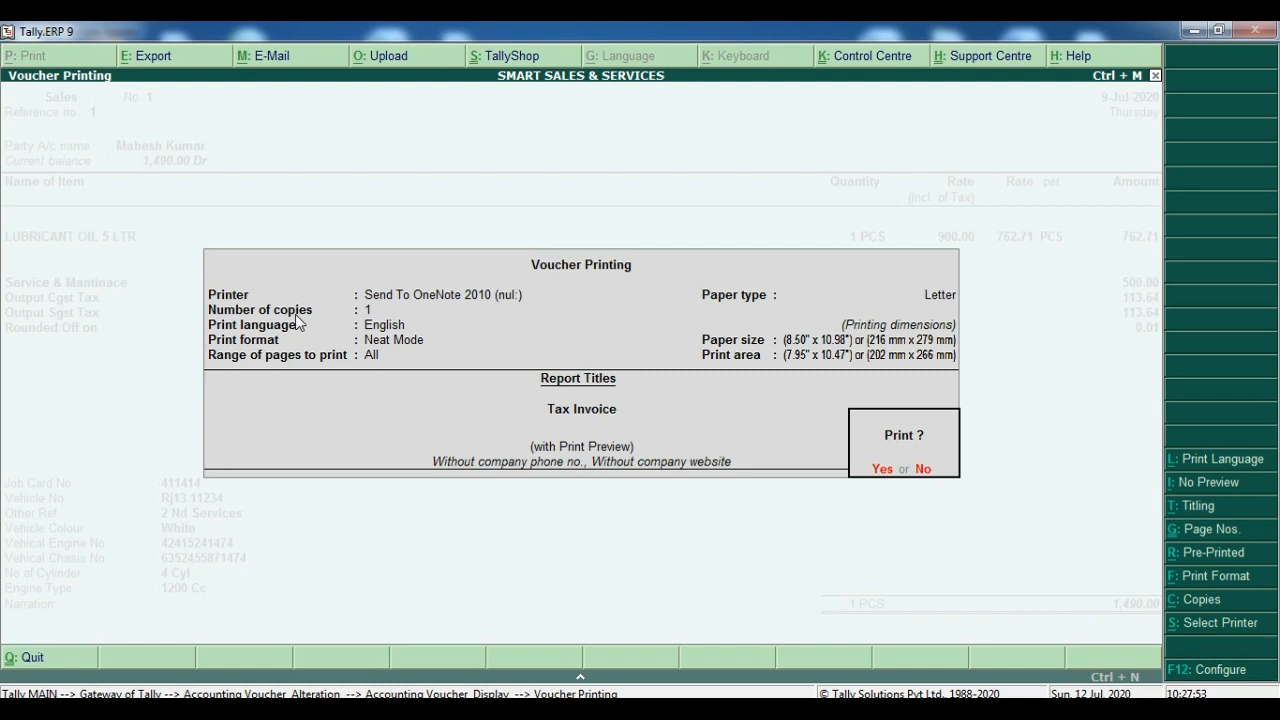 Tally.ERP 9
P: Print E: Export M: E-Mail O: Upload S: TallyShop G: Language K: Keyboard K: Control Centre H: Support Centre H: Help
Voucher Printing SMART SALES & SERVICES Ctrl + M
Sales No. 1 9-Jul-2020
Reference no. 1 Thursday
Party A/c name : Mahesh Kumar
Current balance : 1,490.00 Dr
Name of Item Quantity Rate Rate per Amount
(Incl. of Tax)
LUBRICANT OIL 5 LTR 1 PCS 900.00 762.71 PCS 762.71
Service & Mantinace 500.00
Output Cgst Tax 113.64
Output Sgst Tax 113.64
Rounded Off on 0.01
Voucher Printing
Printer : Send To OneNote 2010 (nul:) Paper type : Letter
Number of copies : 1
Print language : English (Printing dimensions)
Print format : Neat Mode Paper size : (8.50" x 10.98") or (216 mm x 279 mm)
Range of pages to print : All Print area : (7.95" x 10.47") or (202 mm x 266 mm)
Report Titles
Tax Invoice
(with Print Preview)
Without company phone no., Without company website
Print ?
Yes or No
Job Card No : 411414
Vehicle No. : Rj13 11234
Other Ref : 2 Nd Services
Vehicle Colour : White
Vehical Engine No : 42415241474
Vehical Chasis No : 6352455871474
No of Cylinder : 4 Cyl
Engine Type : 1200 Cc
Narration: 1 PCS 1,490.00
L: Print Language
I: No Preview
T: Titling
G: Page Nos.
R: Pre-Printed
F: Print Format
C: Copies
S: Select Printer
F12: Configure
Q: Quit
Ctrl + N
Tally MAIN --> Gateway of Tally --> Accounting Voucher Alteration --> Accounting Voucher Display --> Voucher Printing © Tally Solutions Pvt Ltd., 1988-2020 Sun, 12 Jul, 2020 10:27:53